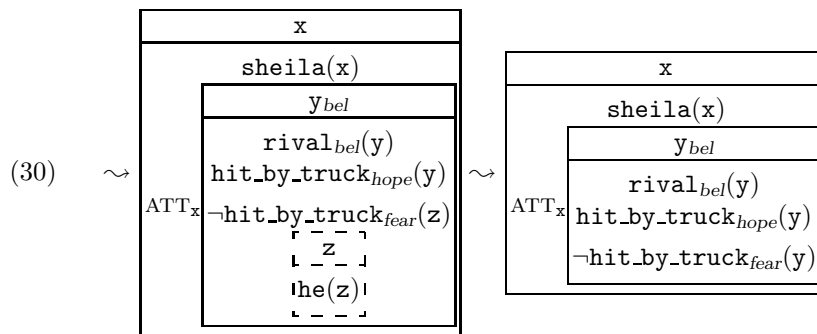 x x
sheila(x) sheila(x)
y_bel y_bel
(30) ⤳ ATT_x rival_bel(y) ⤳ ATT_x rival_bel(y)
hit_by_truck_hope(y) hit_by_truck_hope(y)
¬hit_by_truck_fear(z) ¬hit_by_truck_fear(y)
z
he(z)